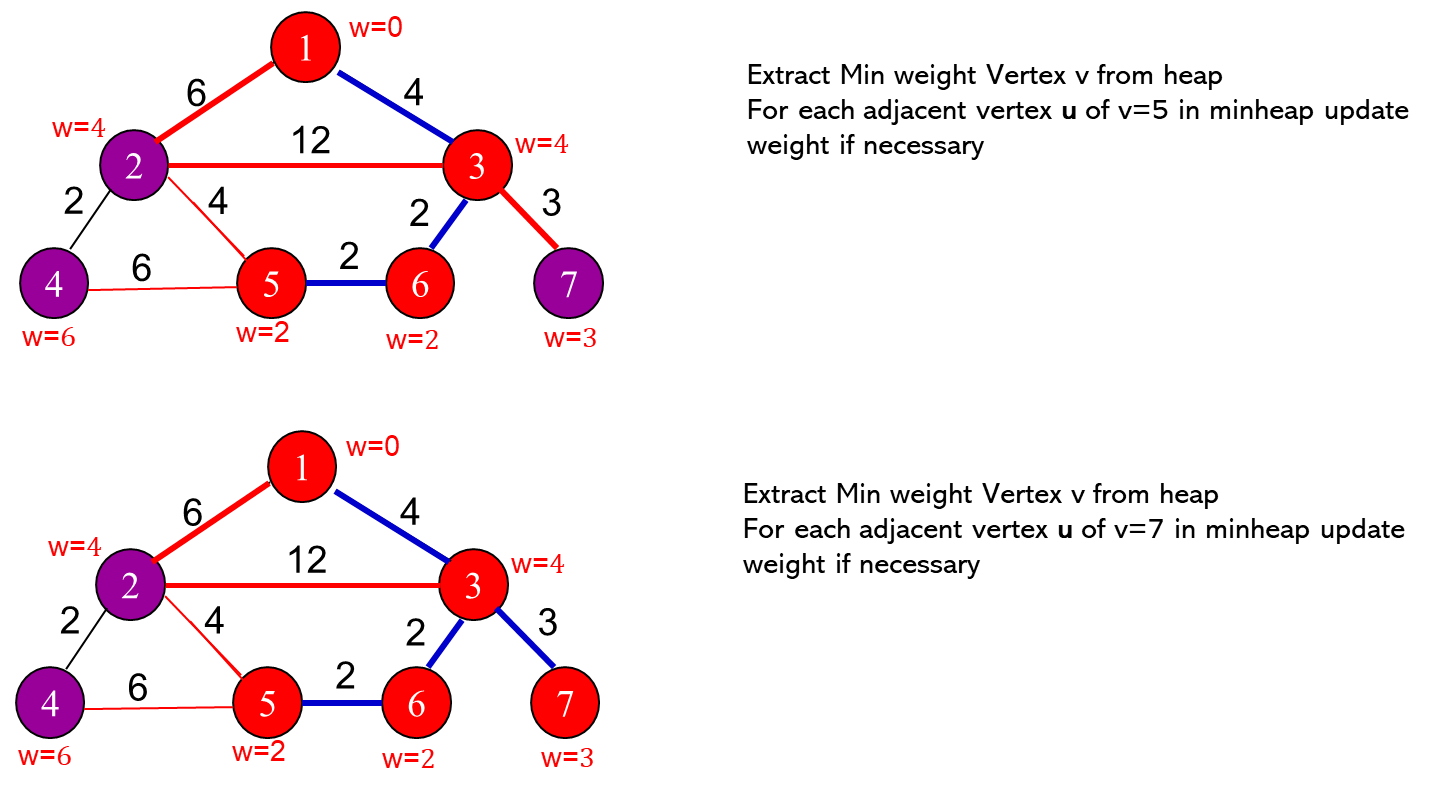 1
w=0
6
4
w=4
2
12
3
w=4
2
4
2
3
4
6
5
2
6
7
w=6
w=2
w=2
w=3
Extract Min weight Vertex v from heap
For each adjacent vertex u of v=5 in minheap update
weight if necessary
1
w=0
6
4
w=4
2
12
3
w=4
2
4
2
3
4
6
5
2
6
7
w=6
w=2
w=2
w=3
Extract Min weight Vertex v from heap
For each adjacent vertex u of v=7 in minheap update
weight if necessary